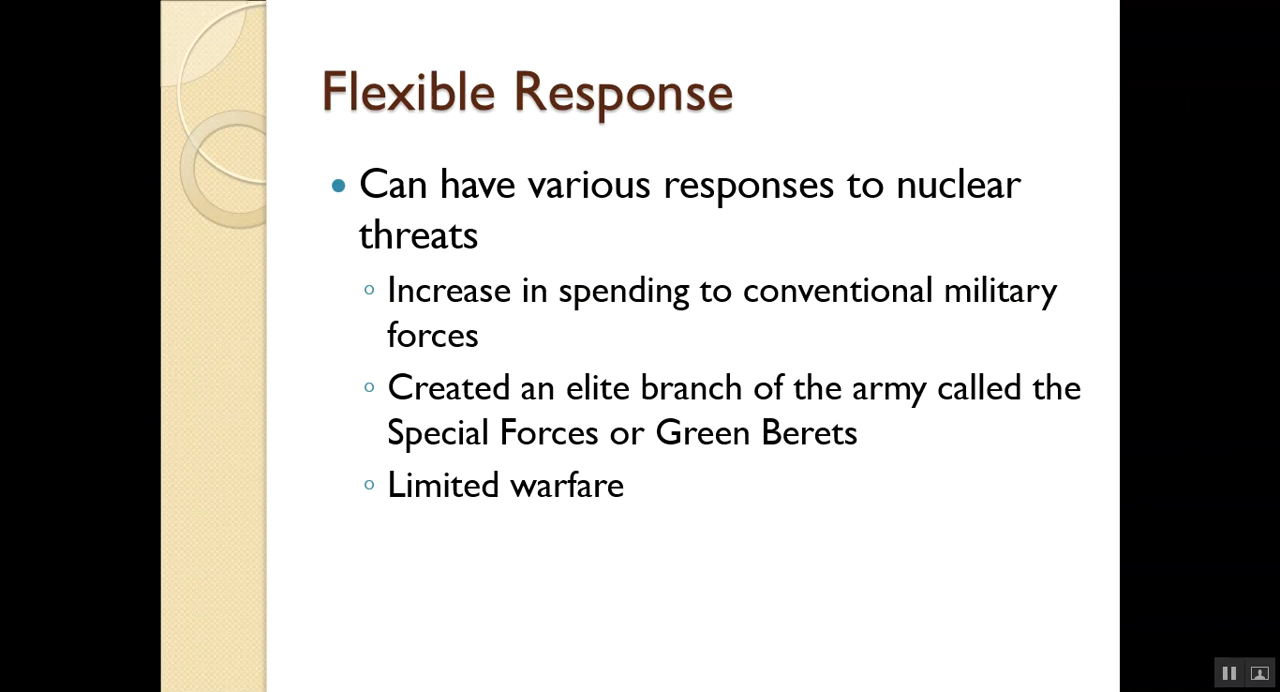 Flexible Response
Can have various responses to nuclear
threats
Increase in spending to conventional military
forces
Created an elite branch of the army called the
Special Forces or Green Berets
Limited warfare